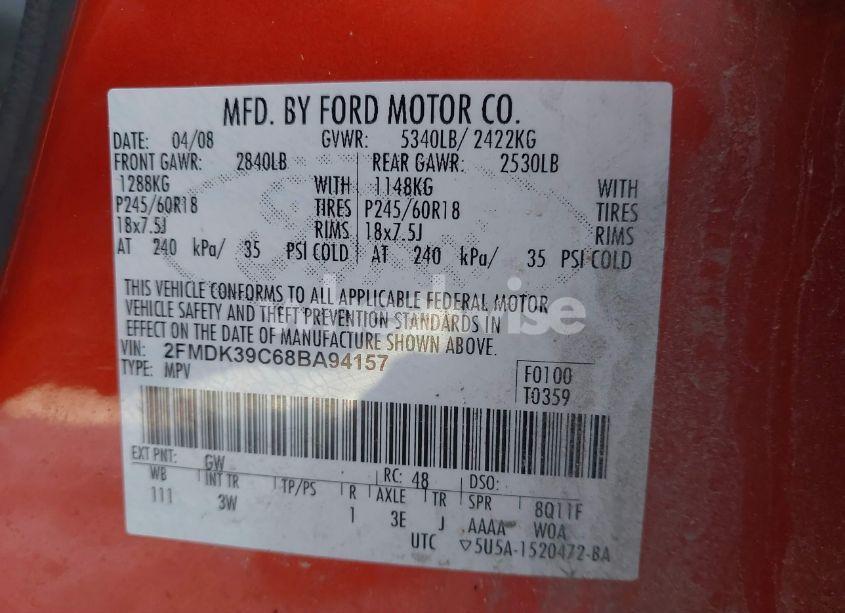 MFD. BY FORD MOTOR CO.
DATE: 04/08 GVWR: 5340LB/ 2422KG
FRONT GAWR: 2840LB REAR GAWR: 2530LB
1288KG WITH 1148KG WITH
P245/60R18 TIRES P245/60R18 TIRES
18x7.5J RIMS 18x7.5J RIMS
AT 240 kPa/ 35 PSI COLD AT 240 kPa/ 35 PSI COLD
THIS VEHICLE CONFORMS TO ALL APPLICABLE FEDERAL MOTOR
VEHICLE SAFETY AND THEFT PREVENTION STANDARDS IN
EFFECT ON THE DATE OF MANUFACTURE SHOWN ABOVE.
VIN: 2FMDK39C68BA94157
TYPE: MPV
F0100
T0359
EXT PNT: GW RC: 48 DSO:
WB INT TR TP/PS R AXLE TR SPR 8Q11F
111 3W 1 3E J AAAA W0A
UTC ▽5U5A-1520472-BA